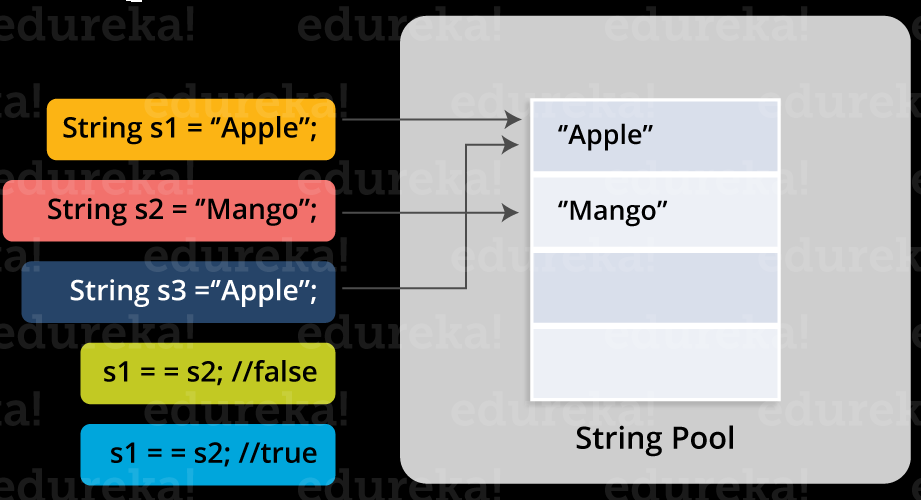 String s1 = “Apple”;
String s2 = “Mango”;
String s3 =“Apple”;
s1 = = s2; //false
s1 = = s2; //true
“Apple”
“Mango”
String Pool
edureka!